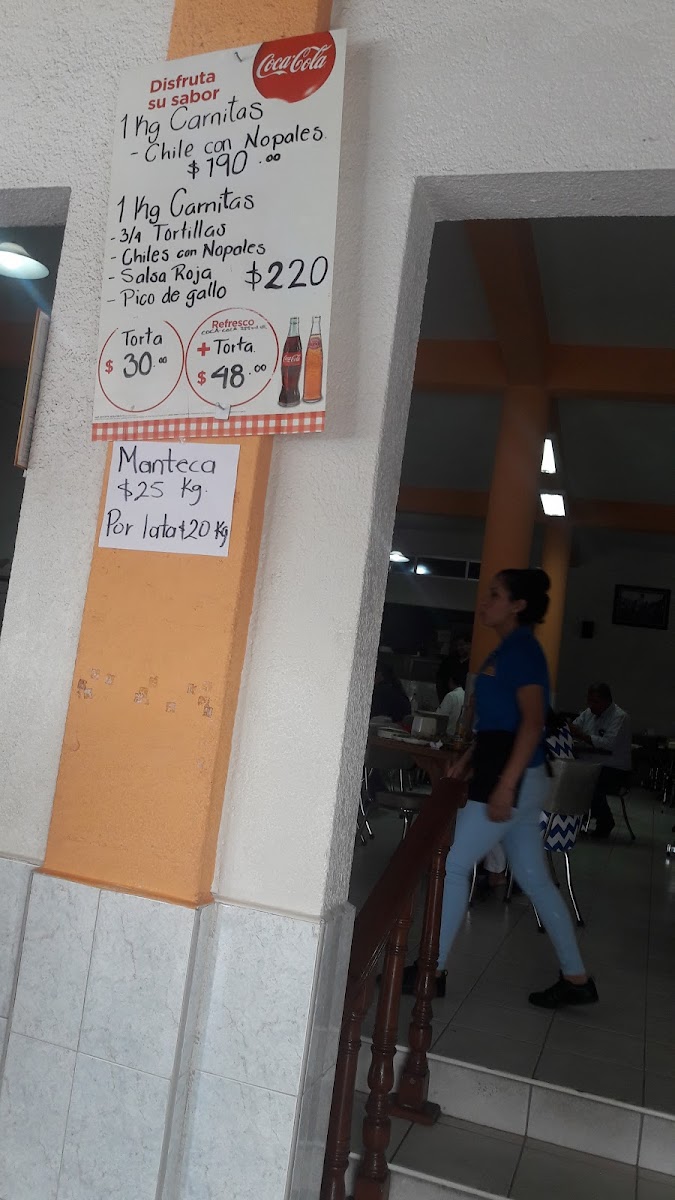 Disfruta
su sabor
Coca-Cola
1 Kg Carnitas
- Chile con Nopales.
$190.00
1 Kg Carnitas
- 3/4 Tortillas
- Chiles con Nopales
- Salsa Roja
- Pico de gallo
$220
Torta
$ 30.00
Refresco
+ Torta.
$ 48.00
Manteca
$25 Kg.
Por lata $20 Kg